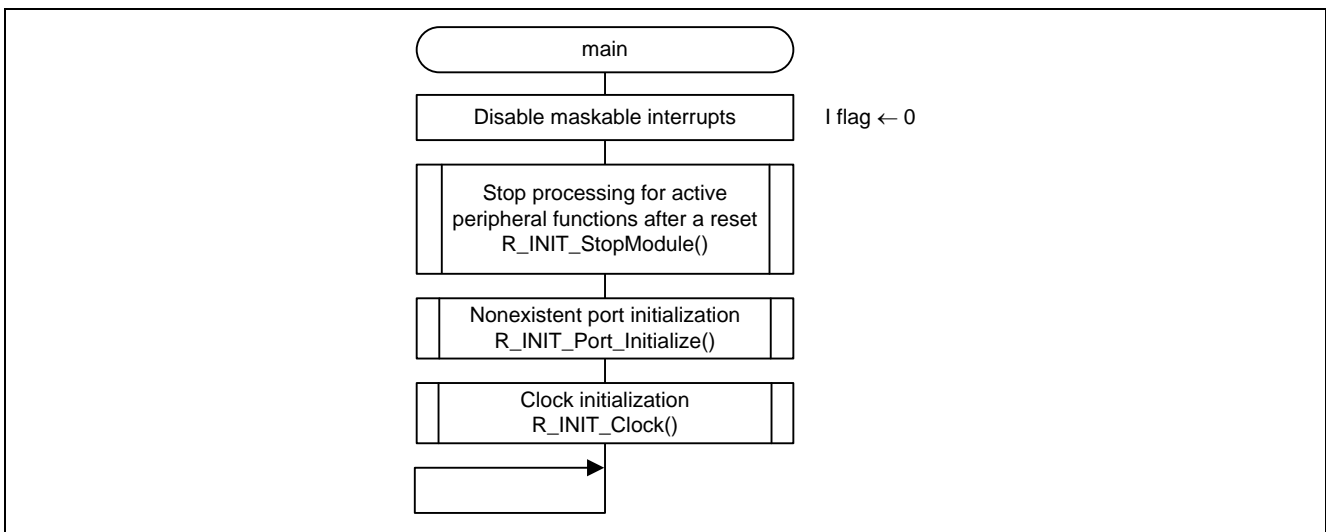 main
Disable maskable interrupts
I flag ← 0
Stop processing for active
peripheral functions after a reset
R_INIT_StopModule()
Nonexistent port initialization
R_INIT_Port_Initialize()
Clock initialization
R_INIT_Clock()